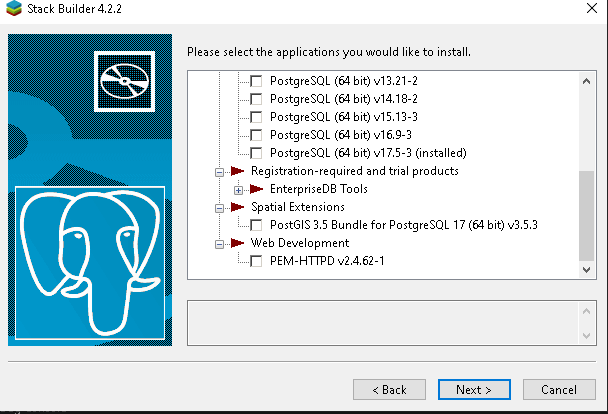 Stack Builder 4.2.2
Please select the applications you would like to install.
PostgreSQL (64 bit) v13.21-2
PostgreSQL (64 bit) v14.18-2
PostgreSQL (64 bit) v15.13-3
PostgreSQL (64 bit) v16.9-3
PostgreSQL (64 bit) v17.5-3 (installed)
Registration-required and trial products
EnterpriseDB Tools
Spatial Extensions
PostGIS 3.5 Bundle for PostgreSQL 17 (64 bit) v3.5.3
Web Development
PEM-HTTPD v2.4.62-1
< Back Next > Cancel